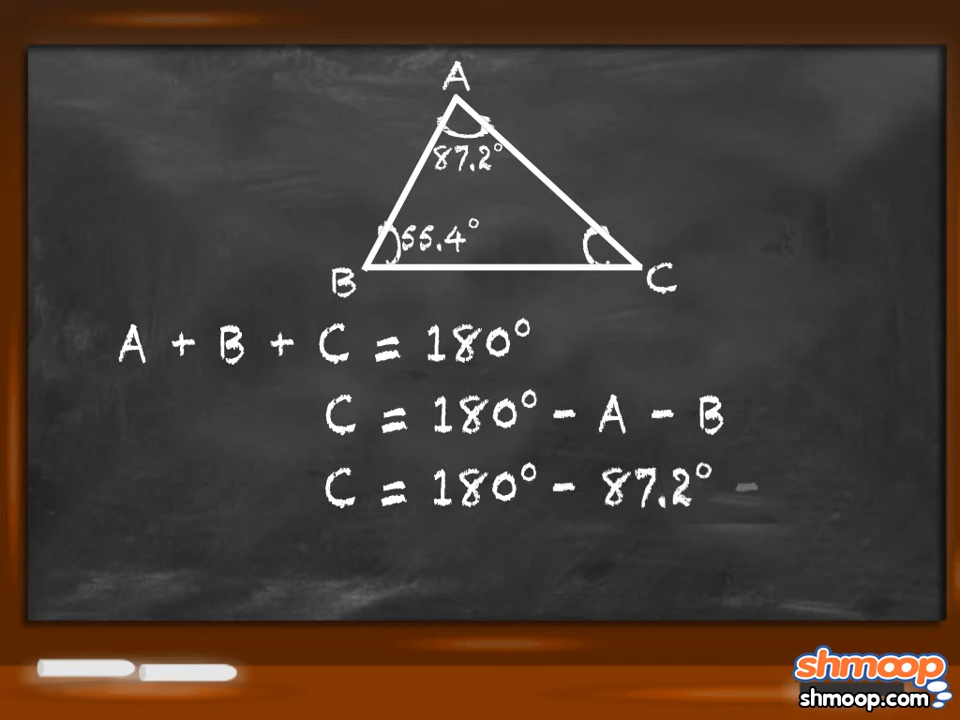 A
87.2°
55.4°
B C
A + B + C = 180°
C = 180° - A - B
C = 180° - 87.2° -
shmoop
shmoop.com